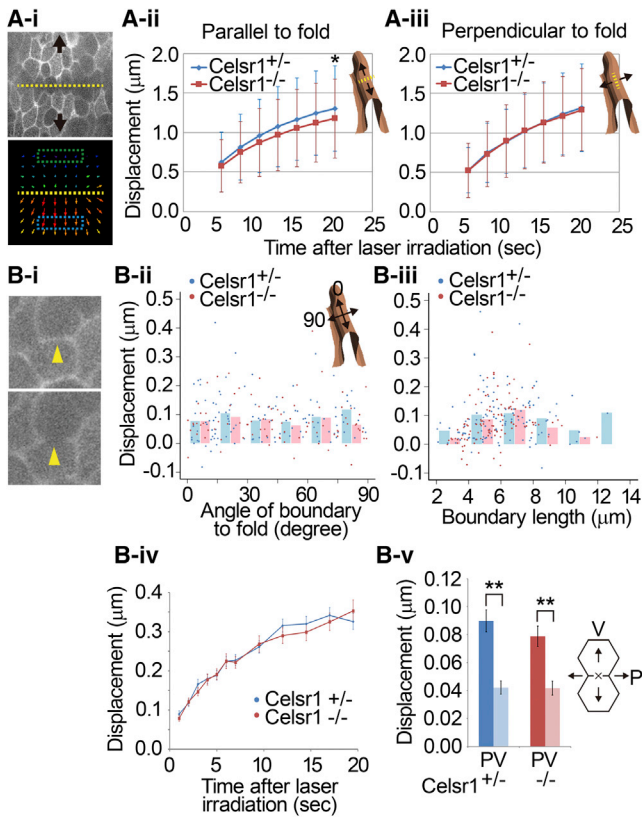 A-i
A-ii
Parallel to fold
Celsr1+/-
Celsr1-/-
*
2.0
1.5
1.0
0.5
0
Displacement (μm)
0 5 10 15 20 25
A-iii
Perpendicular to fold
Celsr1+/-
Celsr1-/-
2.0
1.5
1.0
0.5
0
0 5 10 15 20 25
Time after laser irradiation (sec)
B-i
B-ii
Celsr1+/-
Celsr1-/-
0
90
0.5
0.4
0.3
0.2
0.1
0.0
-0.1
Displacement (μm)
0 15 30 45 60 75 90
Angle of boundary
to fold (degree)
B-iii
Celsr1+/-
Celsr1-/-
0.5
0.4
0.3
0.2
0.1
0.0
-0.1
2 4 6 8 10 12 14
Boundary length (μm)
B-iv
0.4
0.3
0.2
0.1
0.0
Displacement (μm)
Celsr1 +/-
Celsr1 -/-
0 5 10 15 20
Time after laser
irradiation (sec)
B-v
0.12
0.10
0.08
0.06
0.04
0.02
0.00
Displacement (μm)
** **
V
×
P
PV PV
Celsr1 +/- -/-